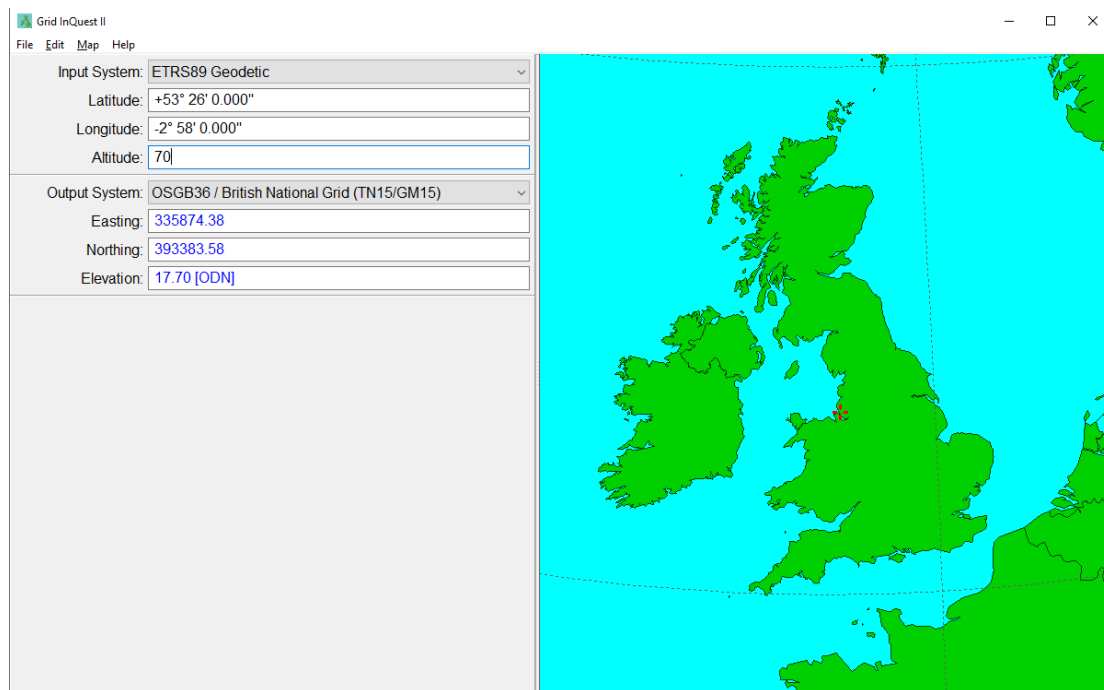 Grid InQuest II
File Edit Map Help
Input System: ETRS89 Geodetic
Latitude: +53° 26' 0.000"
Longitude: -2° 58' 0.000"
Altitude: 70
Output System: OSGB36 / British National Grid (TN15/GM15)
Easting: 335874.38
Northing: 393383.58
Elevation: 17.70 [ODN]